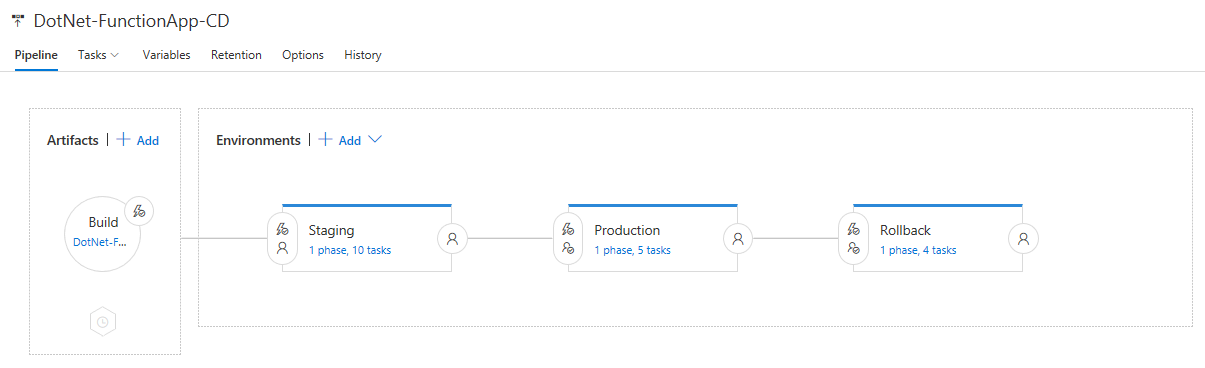 DotNet-FunctionApp-CD
Pipeline Tasks Variables Retention Options History
Artifacts | + Add
Environments | + Add
Build
DotNet-F...
Staging
1 phase, 10 tasks
Production
1 phase, 5 tasks
Rollback
1 phase, 4 tasks